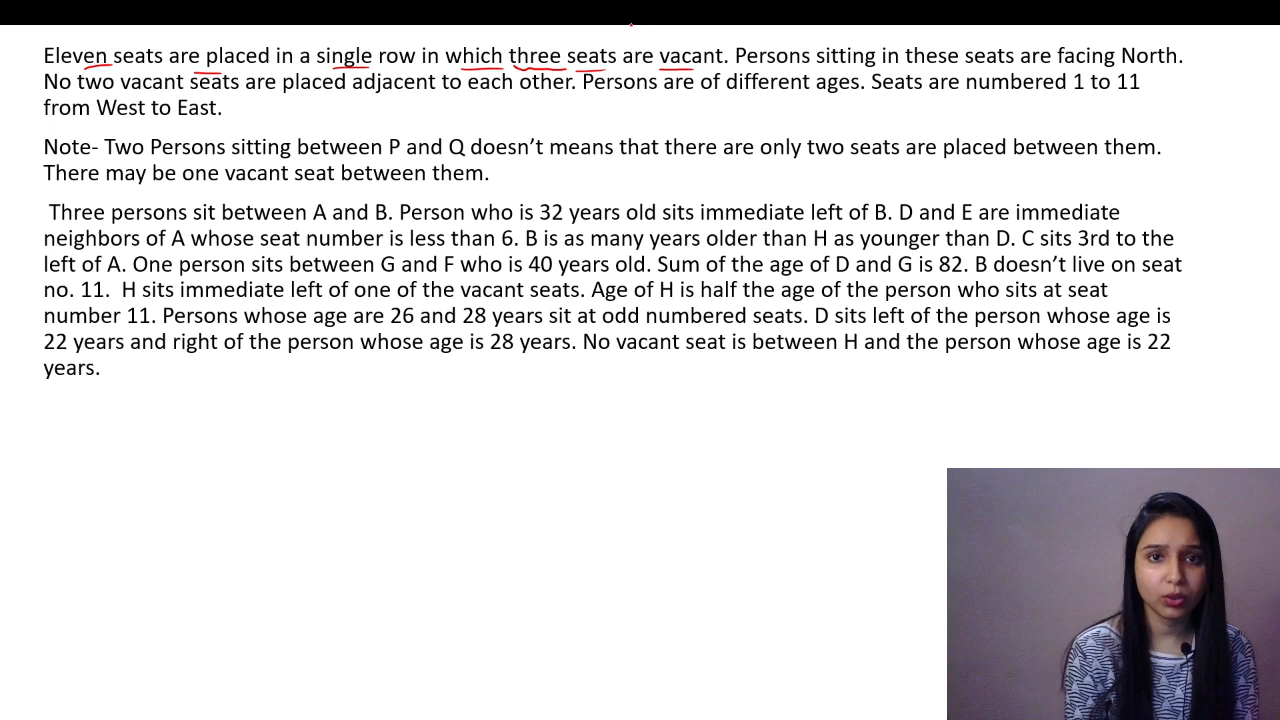 Eleven seats are placed in a single row in which three seats are vacant. Persons sitting in these seats are facing North.
No two vacant seats are placed adjacent to each other. Persons are of different ages. Seats are numbered 1 to 11
from West to East.
Note- Two Persons sitting between P and Q doesn’t means that there are only two seats are placed between them.
There may be one vacant seat between them.
Three persons sit between A and B. Person who is 32 years old sits immediate left of B. D and E are immediate
neighbors of A whose seat number is less than 6. B is as many years older than H as younger than D. C sits 3rd to the
left of A. One person sits between G and F who is 40 years old. Sum of the age of D and G is 82. B doesn’t live on seat
no. 11. H sits immediate left of one of the vacant seats. Age of H is half the age of the person who sits at seat
number 11. Persons whose age are 26 and 28 years sit at odd numbered seats. D sits left of the person whose age is
22 years and right of the person whose age is 28 years. No vacant seat is between H and the person whose age is 22
years.